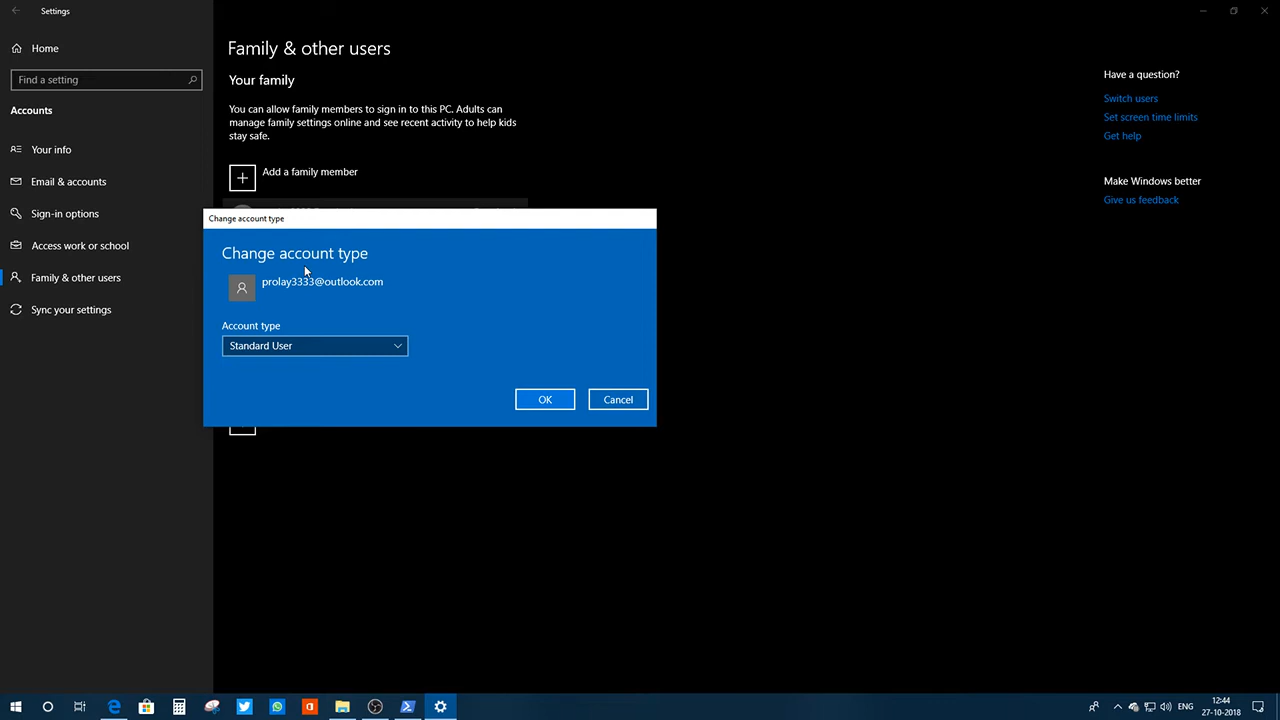 Settings
Home
Find a setting
Accounts
Your info
Email & accounts
Sign-in options
Access work or school
Family & other users
Sync your settings
Family & other users
Your family
You can allow family members to sign in to this PC. Adults can
manage family settings online and see recent activity to help kids
stay safe.
Add a family member
Change account type
Change account type
prolay3333@outlook.com
Account type
Standard User
OK
Cancel
Have a question?
Switch users
Set screen time limits
Get help
Make Windows better
Give us feedback
ENG
12:44
27-10-2018